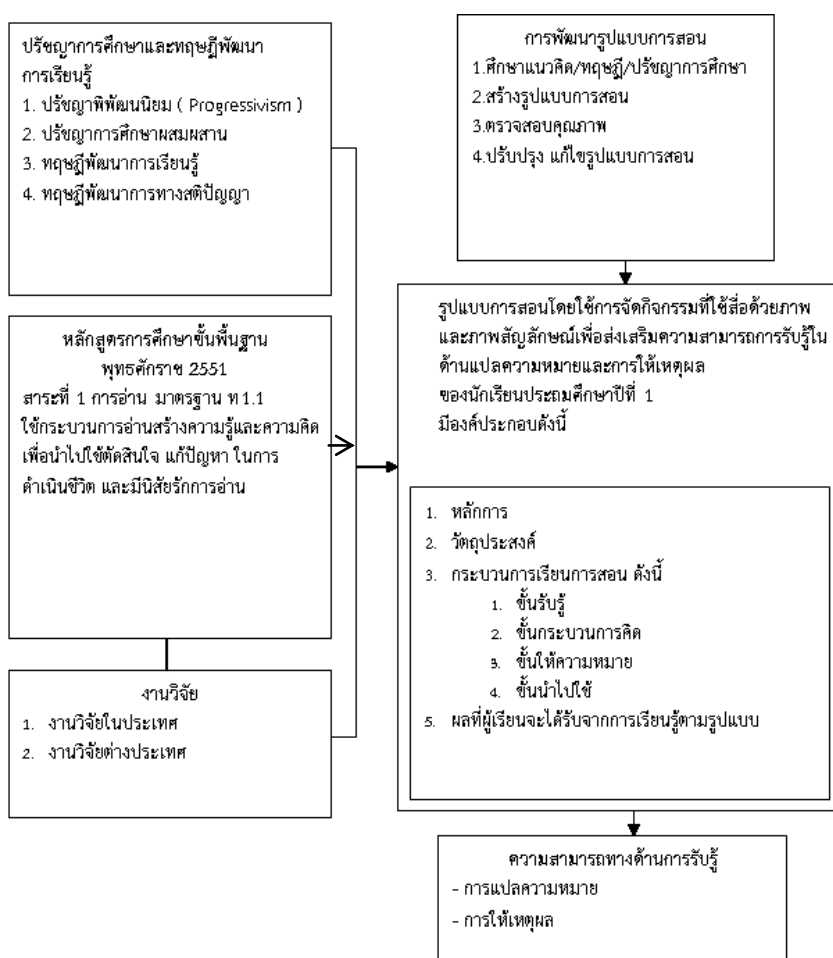 ปรัชญาการศึกษาและทฤษฎีพัฒนา
การเรียนรู้
1. ปรัชญาพิพัฒนนิยม ( Progressivism )
2. ปรัชญาการศึกษาผสมผสาน
3. ทฤษฎีพัฒนาการเรียนรู้
4. ทฤษฎีพัฒนาการทางสติปัญญา
หลักสูตรการศึกษาขั้นพื้นฐาน
พุทธศักราช 2551
สาระที่ 1 การอ่าน มาตรฐาน ท 1.1
ใช้กระบวนการอ่านสร้างความรู้และความคิด
เพื่อนำไปใช้ตัดสินใจ แก้ปัญหา ในการ
ดำเนินชีวิต และมีนิสัยรักการอ่าน
งานวิจัย
1. งานวิจัยในประเทศ
2. งานวิจัยต่างประเทศ
การพัฒนารูปแบบการสอน
1.ศึกษาแนวคิด/ทฤษฎี/ปรัชญาการศึกษา
2.สร้างรูปแบบการสอน
3.ตรวจสอบคุณภาพ
4.ปรับปรุง แก้ไขรูปแบบการสอน
รูปแบบการสอนโดยใช้การจัดกิจกรรมที่ใช้สื่อด้วยภาพ
และภาพสัญลักษณ์เพื่อส่งเสริมความสามารถการรับรู้ใน
ด้านแปลความหมายและการให้เหตุผล
ของนักเรียนประถมศึกษาปีที่ 1
มีองค์ประกอบดังนี้
1. หลักการ
2. วัตถุประสงค์
3. กระบวนการเรียนการสอน ดังนี้
1. ขั้นรับรู้
2. ขั้นกระบวนการคิด
3. ขั้นให้ความหมาย
4. ขั้นนำไปใช้
5. ผลที่ผู้เรียนจะได้รับจากการเรียนรู้ตามรูปแบบ
ความสามารถทางด้านการรับรู้
- การแปลความหมาย
- การให้เหตุผล